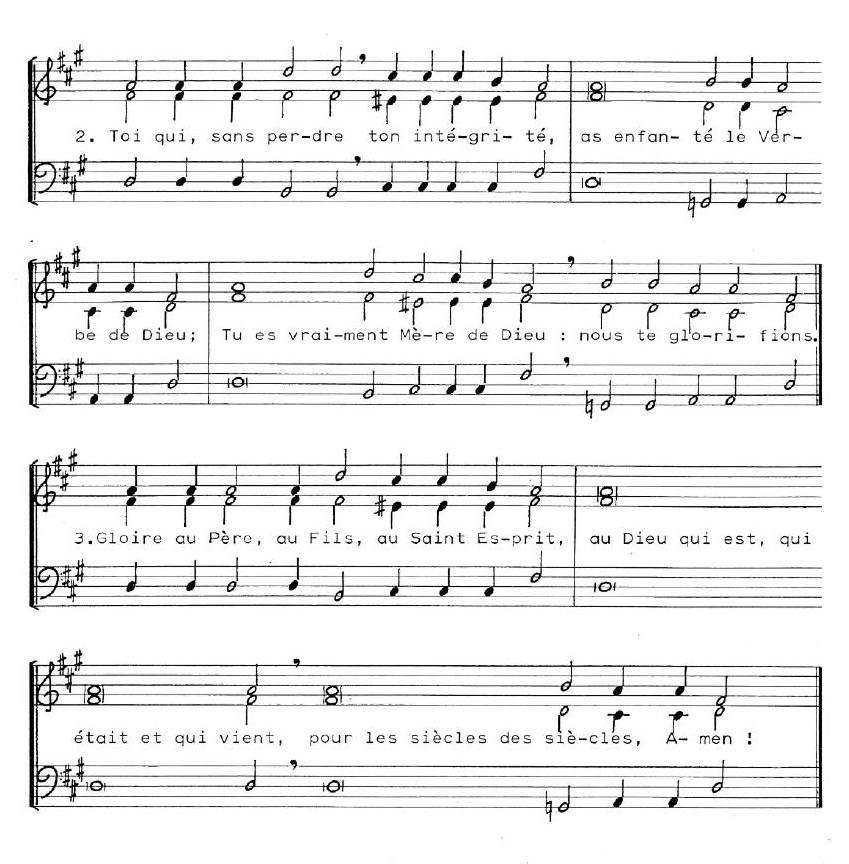 2. Toi qui, sans per-dre ton inté-gri- té, as enfan- té le Ver-
be de Dieu; Tu es vrai-ment Mè-re de Dieu : nous te glo-ri- fions.
3.Gloire au Père, au Fils, au Saint Es-prit, au Dieu qui est, qui
était et qui vient, pour les siècles des siè-cles, A- men !